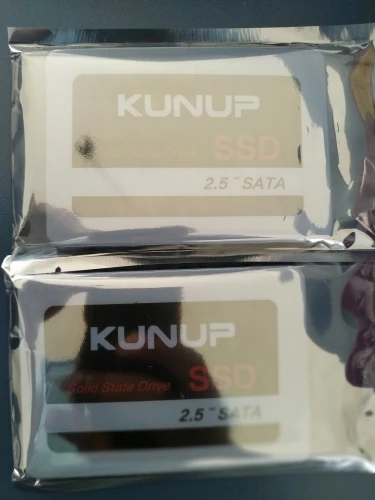 KUNUP
SSD
2.5" SATA
KUNUP
Solid State Drive SSD
2.5" SATA